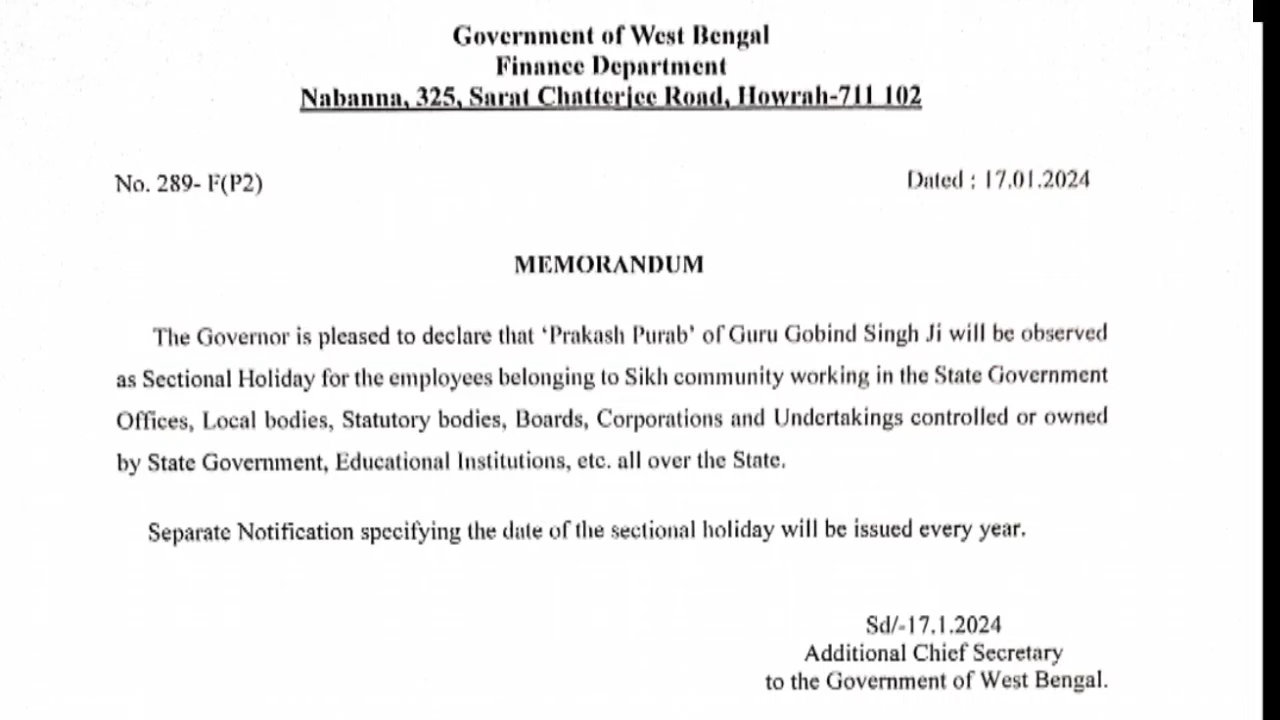 Government of West Bengal
Finance Department
Nabanna, 325, Sarat Chatterjee Road, Howrah-711 102
No. 289- F(P2)
Dated : 17.01.2024
MEMORANDUM
The Governor is pleased to declare that ‘Prakash Purab’ of Guru Gobind Singh Ji will be observed
as Sectional Holiday for the employees belonging to Sikh community working in the State Government
Offices, Local bodies, Statutory bodies, Boards, Corporations and Undertakings controlled or owned
by State Government, Educational Institutions, etc. all over the State.
Separate Notification specifying the date of the sectional holiday will be issued every year.
Sd/-17.1.2024
Additional Chief Secretary
to the Government of West Bengal.